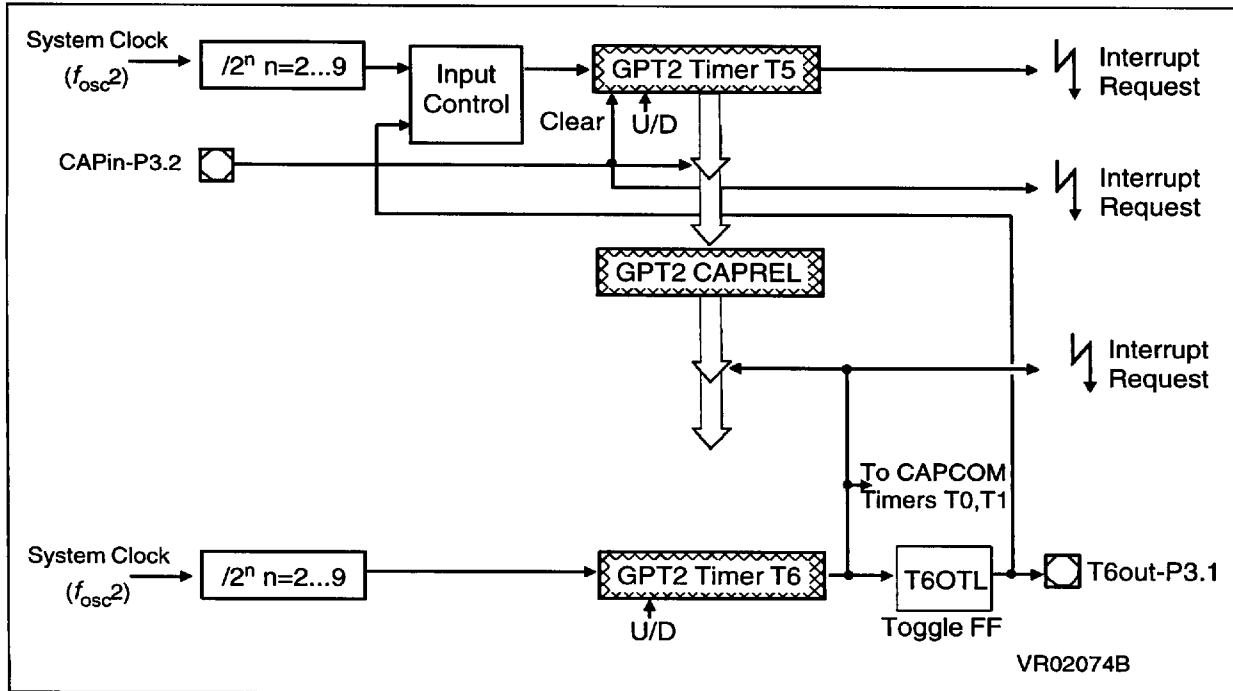 System Clock
(fosc2)
/2ⁿ n=2...9
Input
Control
GPT2 Timer T5
Interrupt
Request
Clear
U/D
CAPin-P3.2
Interrupt
Request
GPT2 CAPREL
Interrupt
Request
To CAPCOM
Timers T0,T1
System Clock
(fosc2)
/2ⁿ n=2...9
GPT2 Timer T6
U/D
T6OTL
Toggle FF
T6out-P3.1
VR02074B